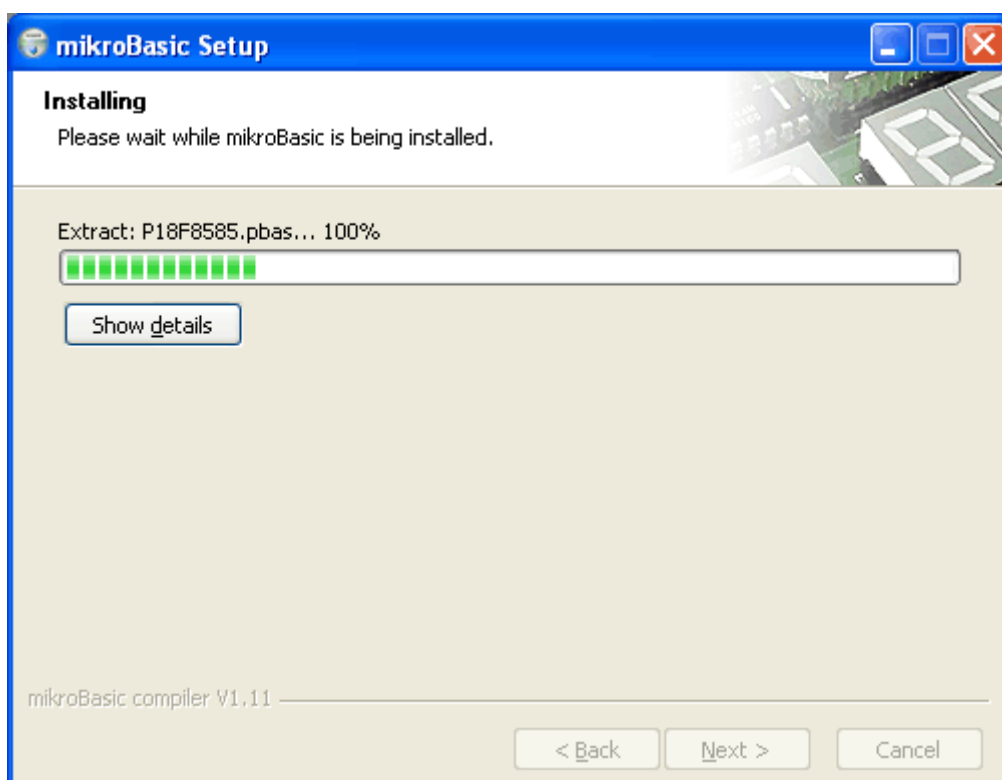 mikroBasic Setup
Installing
Please wait while mikroBasic is being installed.
Extract: P18F8585.pbas... 100%
Show details
mikroBasic compiler V1.11
< Back Next > Cancel